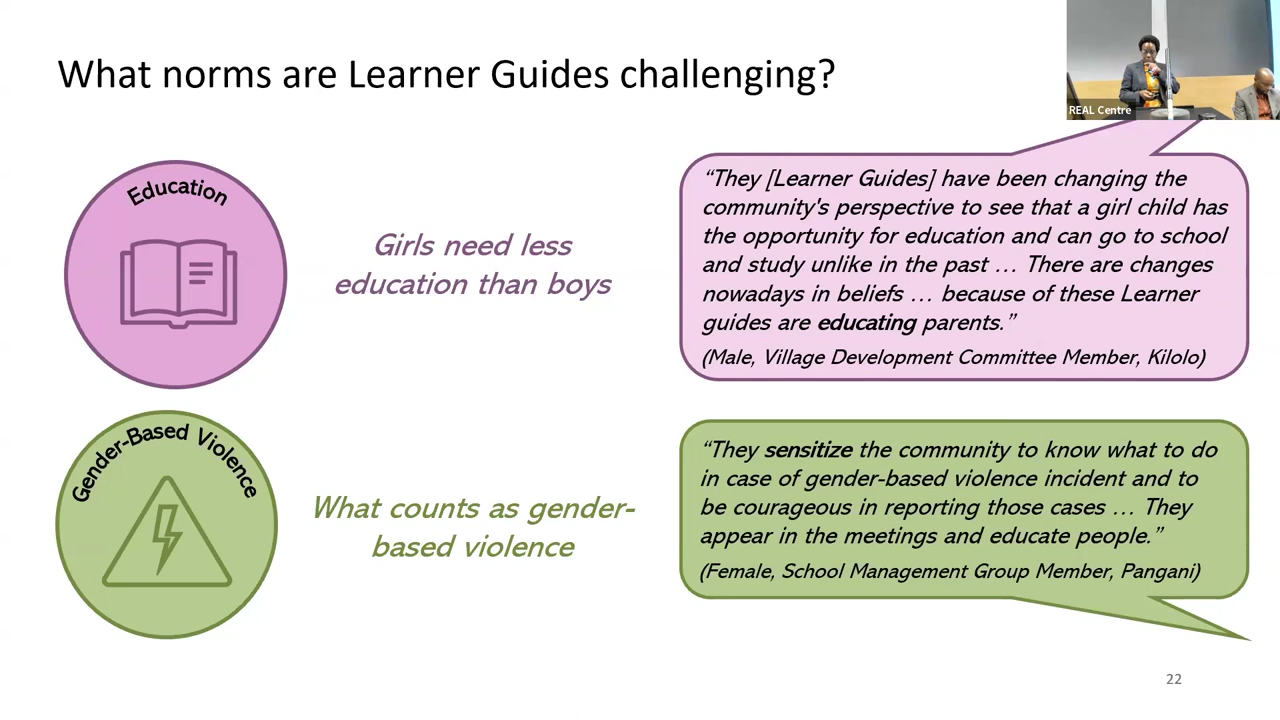 What norms are Learner Guides challenging?
REAL Centre
Education
Girls need less
education than boys
“They [Learner Guides] have been changing the
community's perspective to see that a girl child has
the opportunity for education and can go to school
and study unlike in the past … There are changes
nowadays in beliefs … because of these Learner
guides are educating parents.”
(Male, Village Development Committee Member, Kilolo)
Gender-Based Violence
What counts as gender-
based violence
“They sensitize the community to know what to do
in case of gender-based violence incident and to
be courageous in reporting those cases … They
appear in the meetings and educate people.”
(Female, School Management Group Member, Pangani)
22